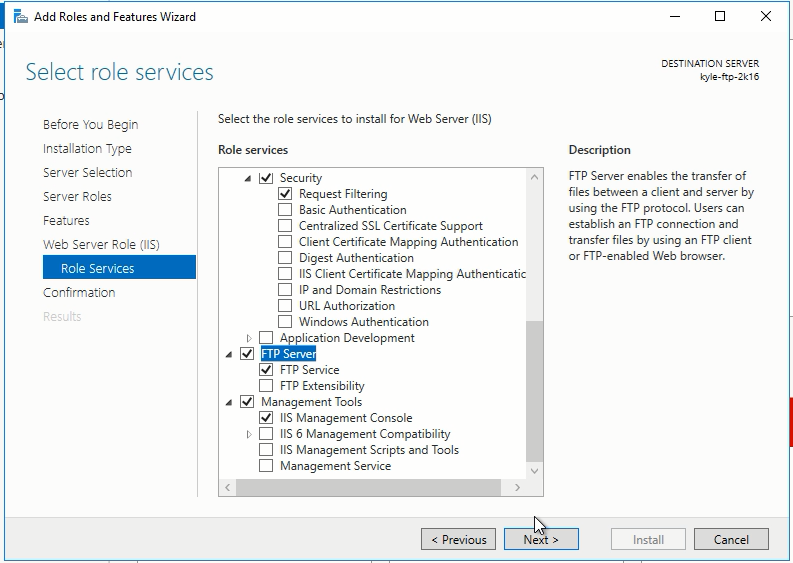 Add Roles and Features Wizard
Select role services
DESTINATION SERVER
kyle-ftp-2k16
Before You Begin
Installation Type
Server Selection
Server Roles
Features
Web Server Role (IIS)
Role Services
Confirmation
Results
Select the role services to install for Web Server (IIS)
Role services
Security
Request Filtering
Basic Authentication
Centralized SSL Certificate Support
Client Certificate Mapping Authentication
Digest Authentication
IIS Client Certificate Mapping Authenticatic
IP and Domain Restrictions
URL Authorization
Windows Authentication
Application Development
FTP Server
FTP Service
FTP Extensibility
Management Tools
IIS Management Console
IIS 6 Management Compatibility
IIS Management Scripts and Tools
Management Service
Description
FTP Server enables the transfer of
files between a client and server by
using the FTP protocol. Users can
establish an FTP connection and
transfer files by using an FTP client
or FTP-enabled Web browser.
< Previous
Next >
Install
Cancel